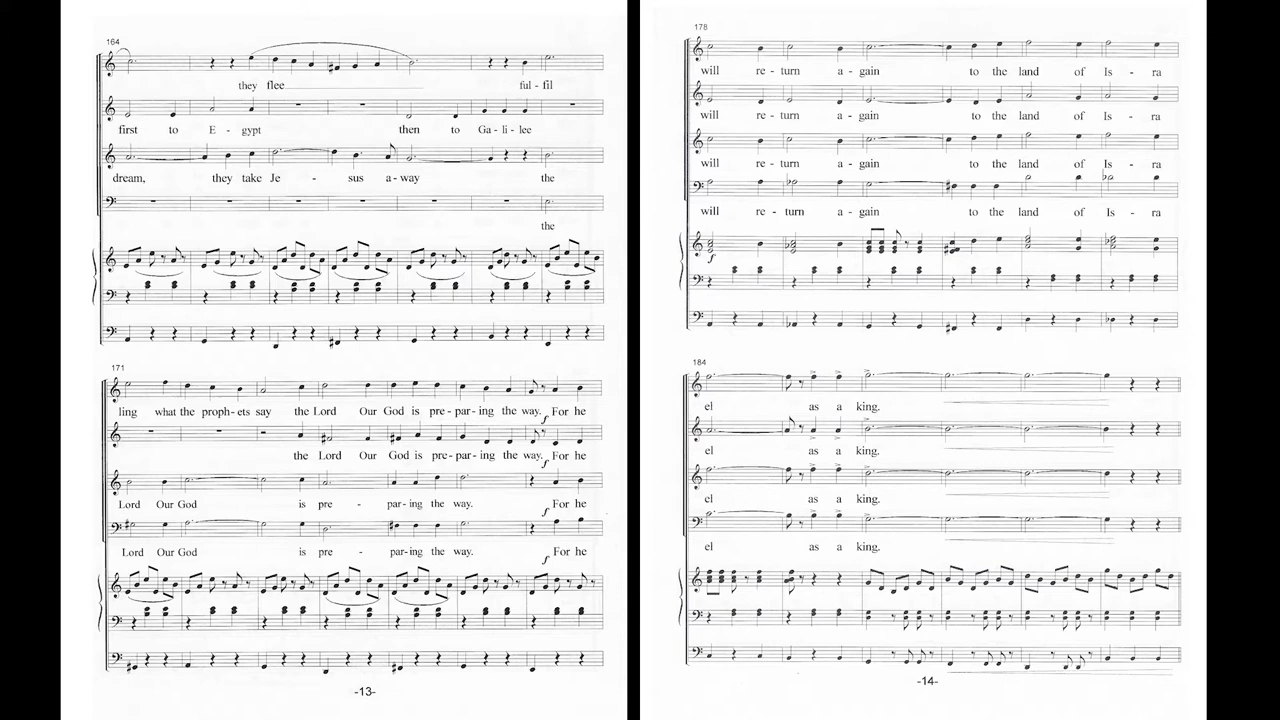 164
they flee ful - fil
first to E - gypt then to Ga - li - lee
dream, they take Je - sus a - way the
the
171
ling what the proph - ets say the Lord Our God is pre - par - ing the way. For he
f
the Lord Our God is pre - par - ing the way. For he
f
Lord Our God is pre - par - ing the way.
Lord Our God is pre - par - ing the way. For he
f
-13-
178
will re - turn a - gain to the land of Is - ra
will re - turn a - gain to the land of Is - ra
will re - turn a - gain to the land of Is - ra
will re - turn a - gain to the land of Is - ra
f
184
el as a king.
el as a king.
el as a king.
el as a king.
-14-